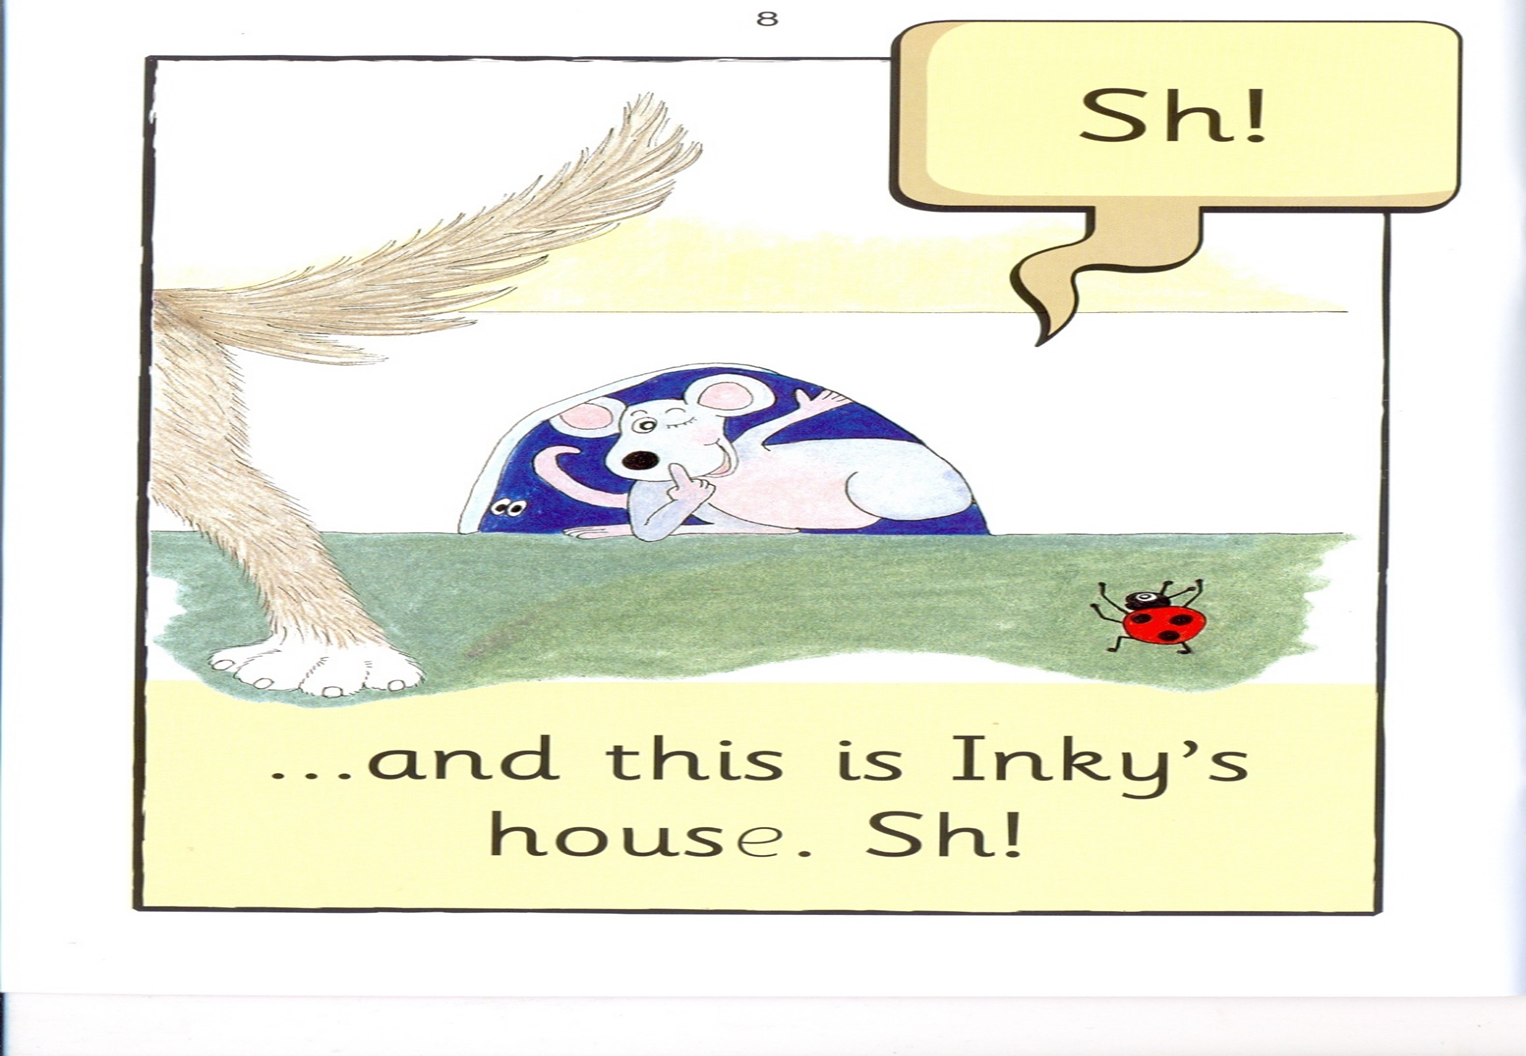 8
Sh!
...and this is Inky's
house. Sh!